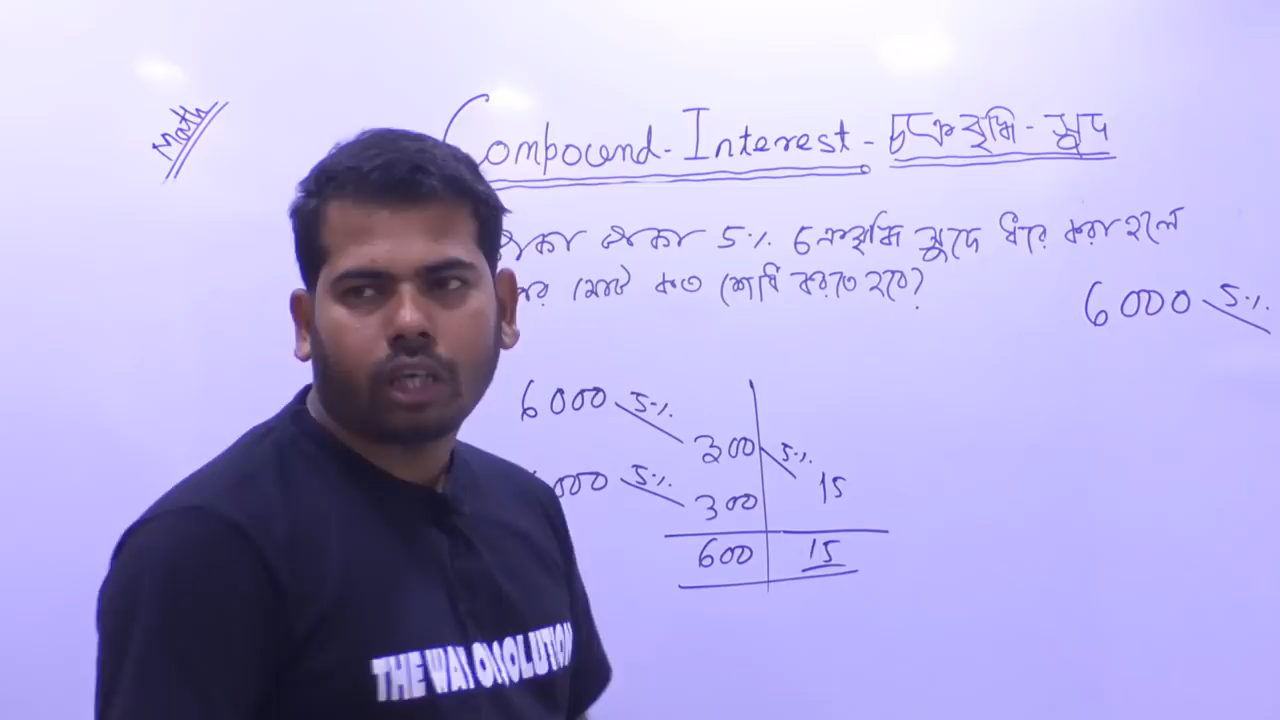 Math
Compound - Interest - চক্রবৃদ্ধি - সুদ
টাকা 5% চক্রবৃদ্ধি সুদে ধার করা হলে
পর মোট কত শোধ করতে হবে?
6000 5%
6000 5%
300 5%
15
000 5%
300
600 15
THE WAY OF SOLUTION